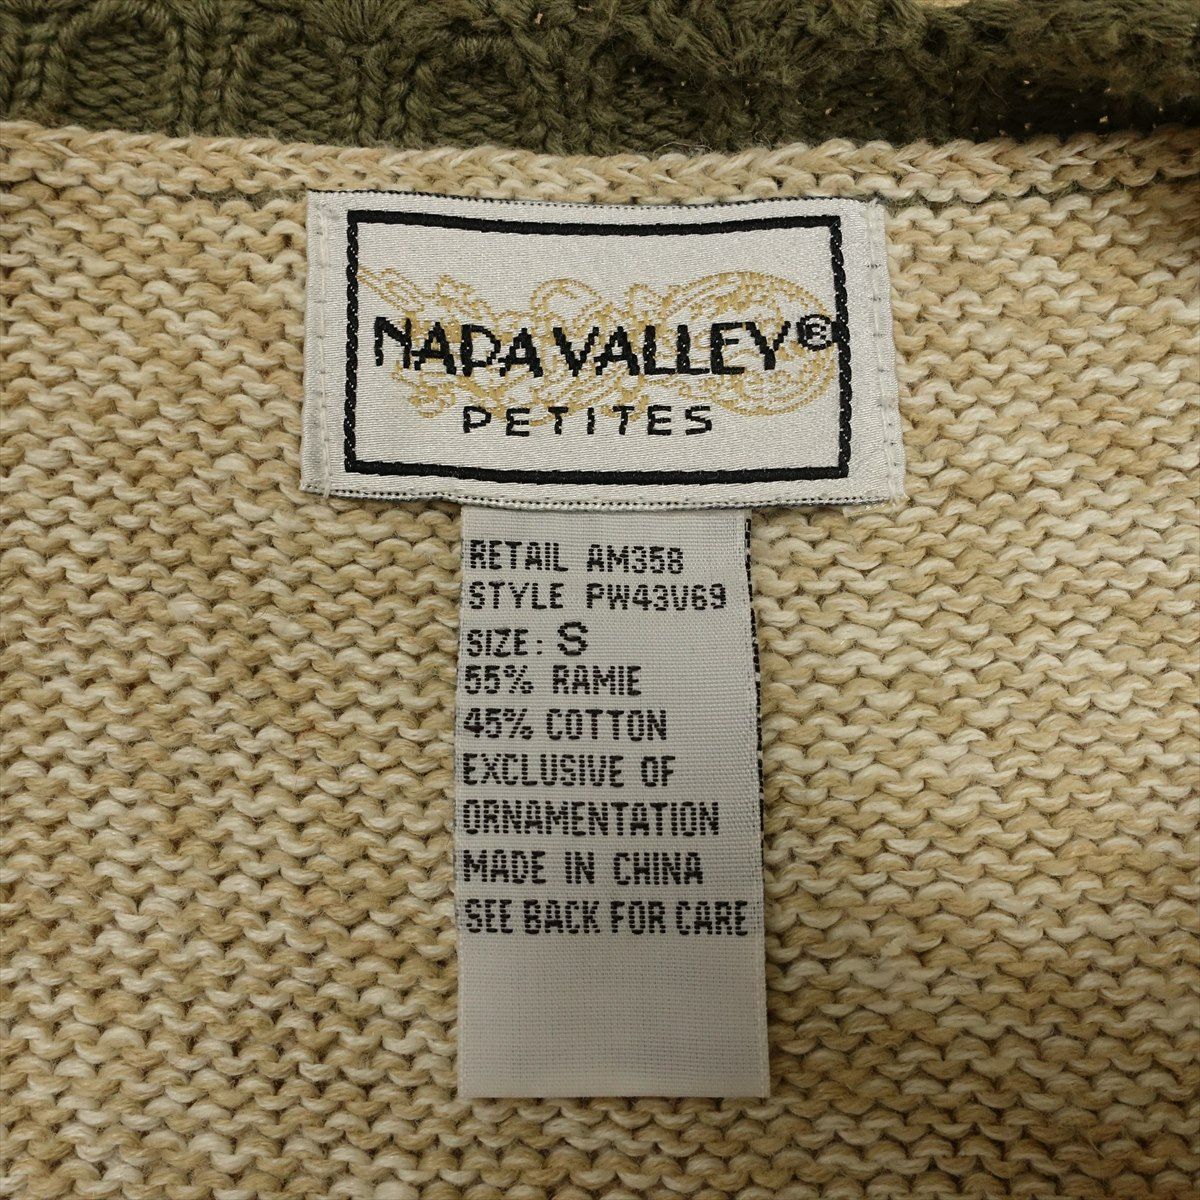 NAPA VALLEY®
PETITES
RETAIL AM358
STYLE PW43V69
SIZE: S
55% RAMIE
45% COTTON
EXCLUSIVE OF
ORNAMENTATION
MADE IN CHINA
SEE BACK FOR CARE